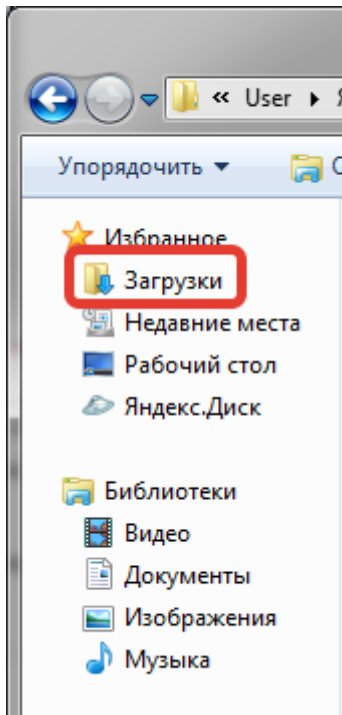 « User ▸
Упорядочить ▼
Избранное
Загрузки
Недавние места
Рабочий стол
Яндекс.Диск
Библиотеки
Видео
Документы
Изображения
Музыка